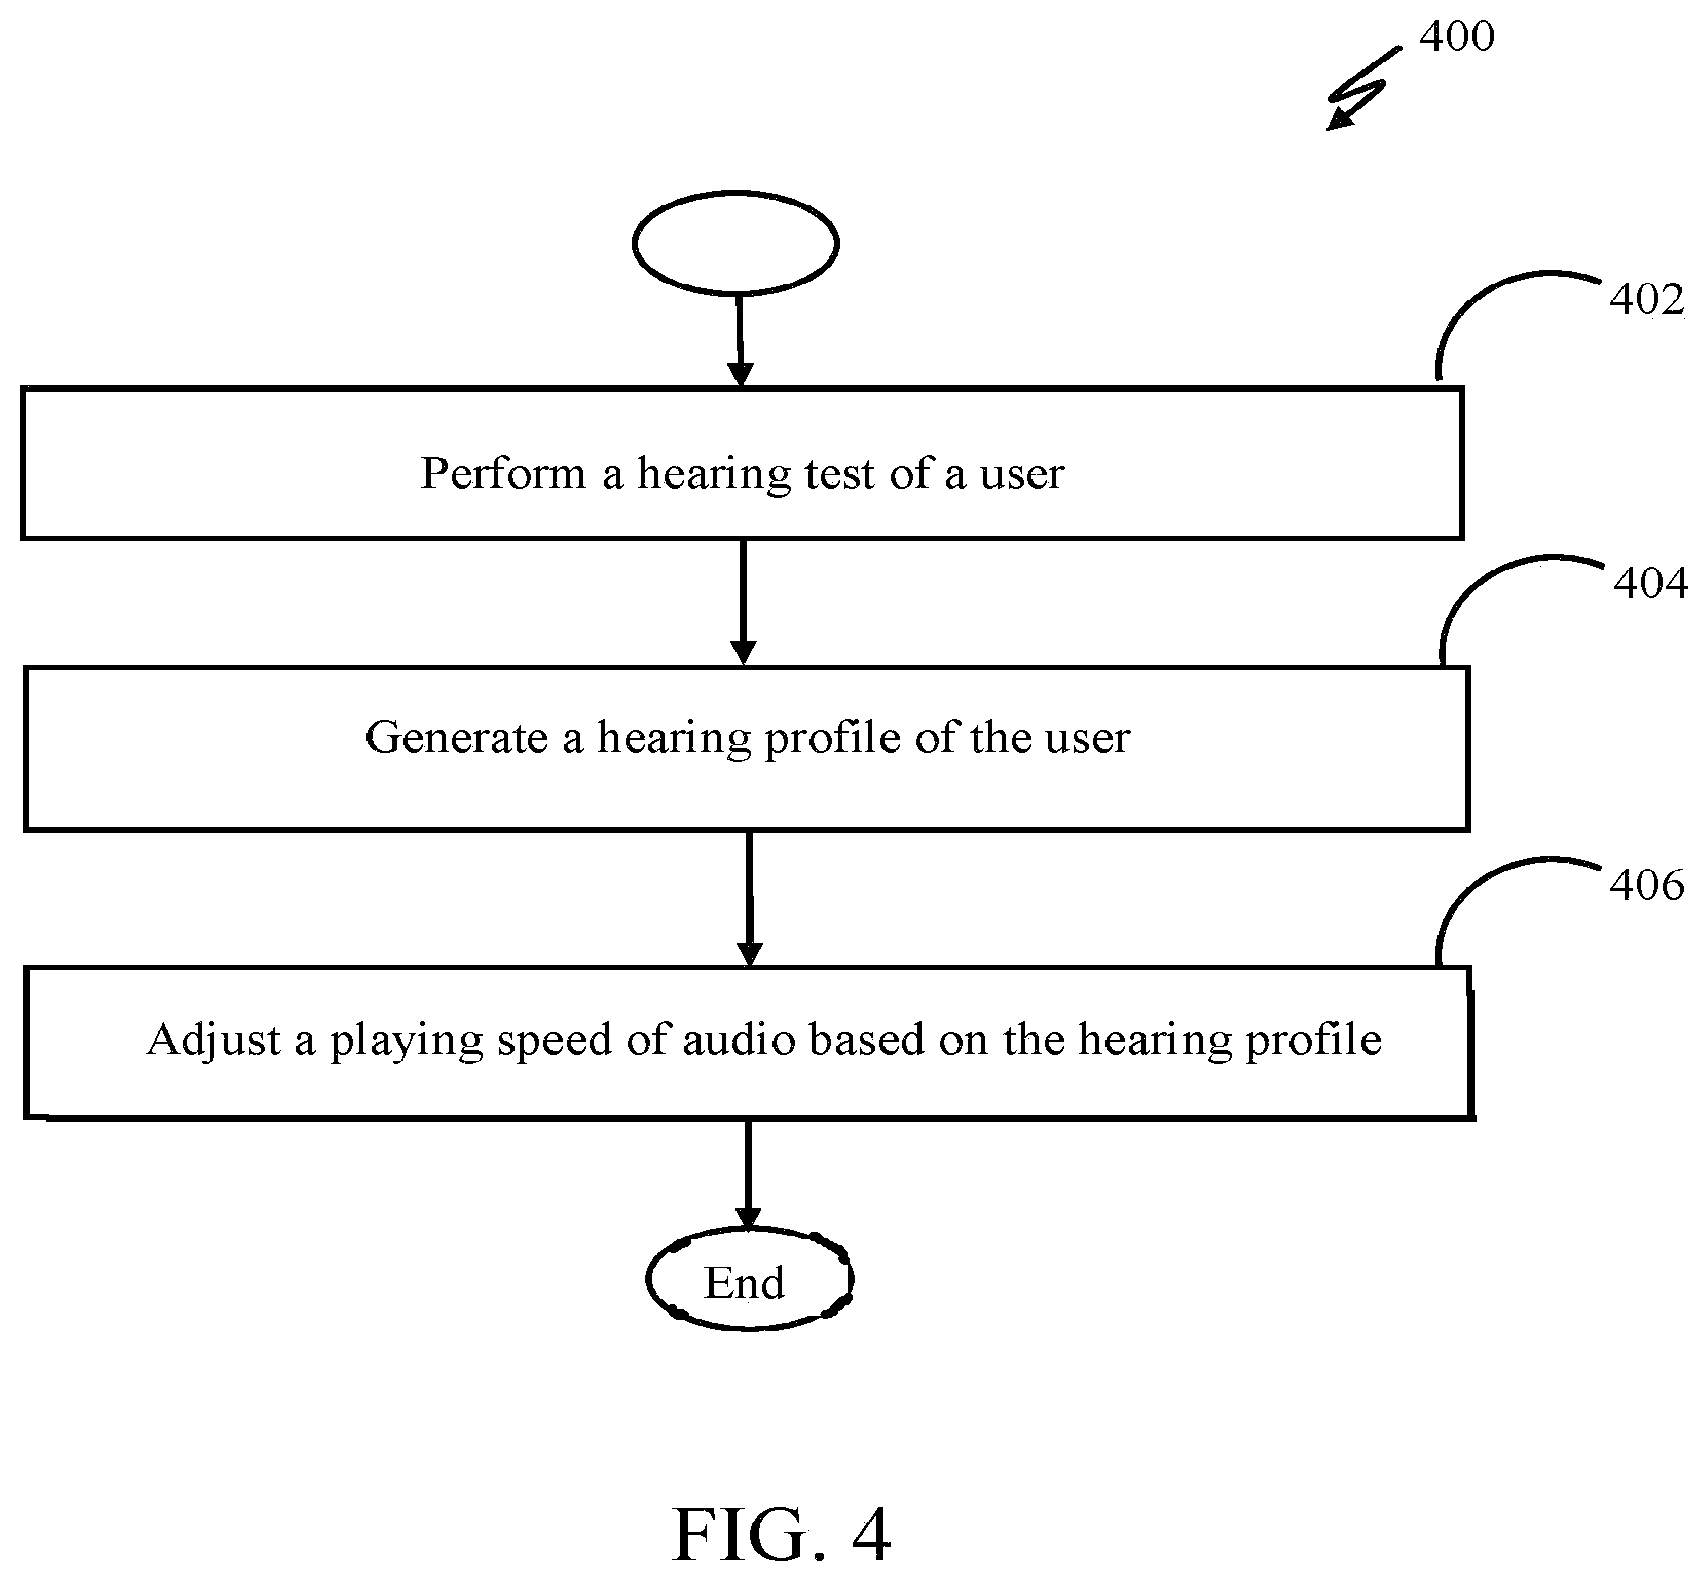 400
402
Perform a hearing test of a user
404
Generate a hearing profile of the user
406
Adjust a playing speed of audio based on the hearing profile
End
FIG. 4